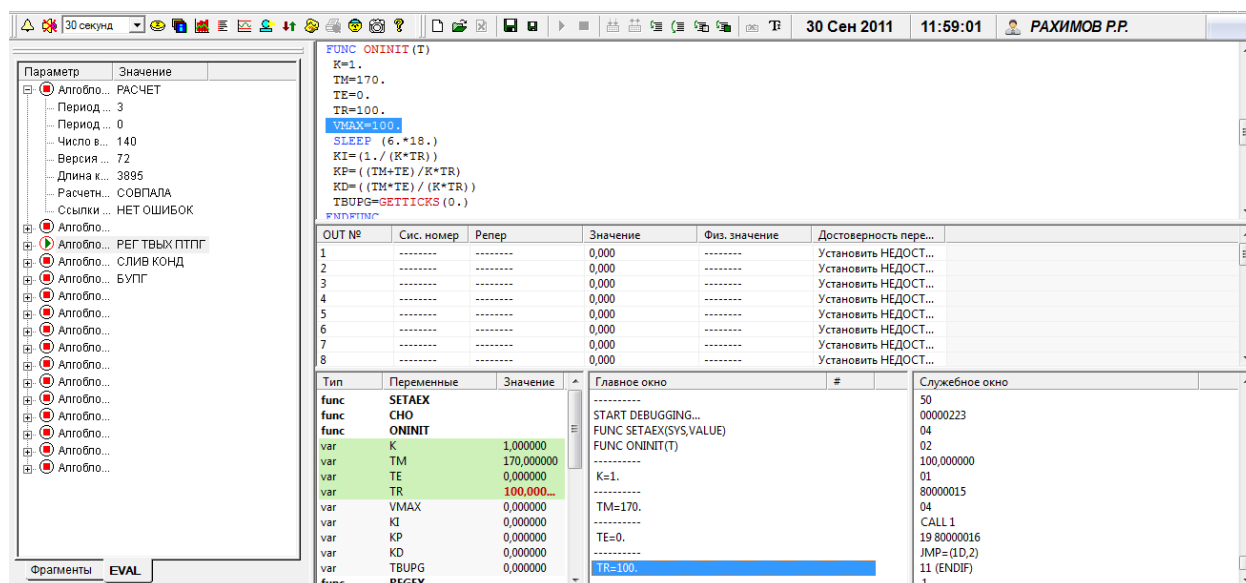 30 секунд 30 Сен 2011 11:59:01 РАХИМОВ Р.Р.
Параметр Значение
Алгобло... РАСЧЕТ
Период ... 3
Период ... 0
Число в... 140
Версия ... 72
Длина к... 3895
Расчетн... СОВПАЛА
Ссылки ... НЕТ ОШИБОК
Алгобло...
Алгобло... РЕГ ТВЫХ ПТПГ
Алгобло... СЛИВ КОНД
Алгобло... БУПГ
Алгобло...
Алгобло...
Алгобло...
Алгобло...
Алгобло...
Алгобло...
Алгобло...
Алгобло...
Алгобло...
Алгобло...
Алгобло...
Фрагменты EVAL
FUNC ONINIT(T)
K=1.
TM=170.
TE=0.
TR=100.
VMAX=100.
SLEEP (6.*18.)
KI=(1./(K*TR))
KP=((TM+TE)/K*TR)
KD=((TM*TE)/(K*TR))
TBUPG=GETTICKS(0.)
ENDFUNC
OUT № Сис. номер Репер Значение Физ. значение Достоверность пере...
1 -------- -------- 0,000 -------- Установить НЕДОСТ...
2 -------- -------- 0,000 -------- Установить НЕДОСТ...
3 -------- -------- 0,000 -------- Установить НЕДОСТ...
4 -------- -------- 0,000 -------- Установить НЕДОСТ...
5 -------- -------- 0,000 -------- Установить НЕДОСТ...
6 -------- -------- 0,000 -------- Установить НЕДОСТ...
7 -------- -------- 0,000 -------- Установить НЕДОСТ...
8 -------- -------- 0,000 -------- Установить НЕДОСТ...
Тип Переменные Значение
func SETAEX
func CHO
func ONINIT
var K 1,000000
var TM 170,000000
var TE 0,000000
var TR 100,000...
var VMAX 0,000000
var KI 0,000000
var KP 0,000000
var KD 0,000000
var TBUPG 0,000000
func REGEX
Главное окно #
----------
START DEBUGGING...
FUNC SETAEX(SYS,VALUE)
FUNC ONINIT(T)
----------
K=1.
----------
TM=170.
----------
TE=0.
----------
TR=100.
Служебное окно
50
00000223
04
02
100,000000
01
80000015
04
CALL 1
19 80000016
JMP=(1D,2)
11 (ENDIF)